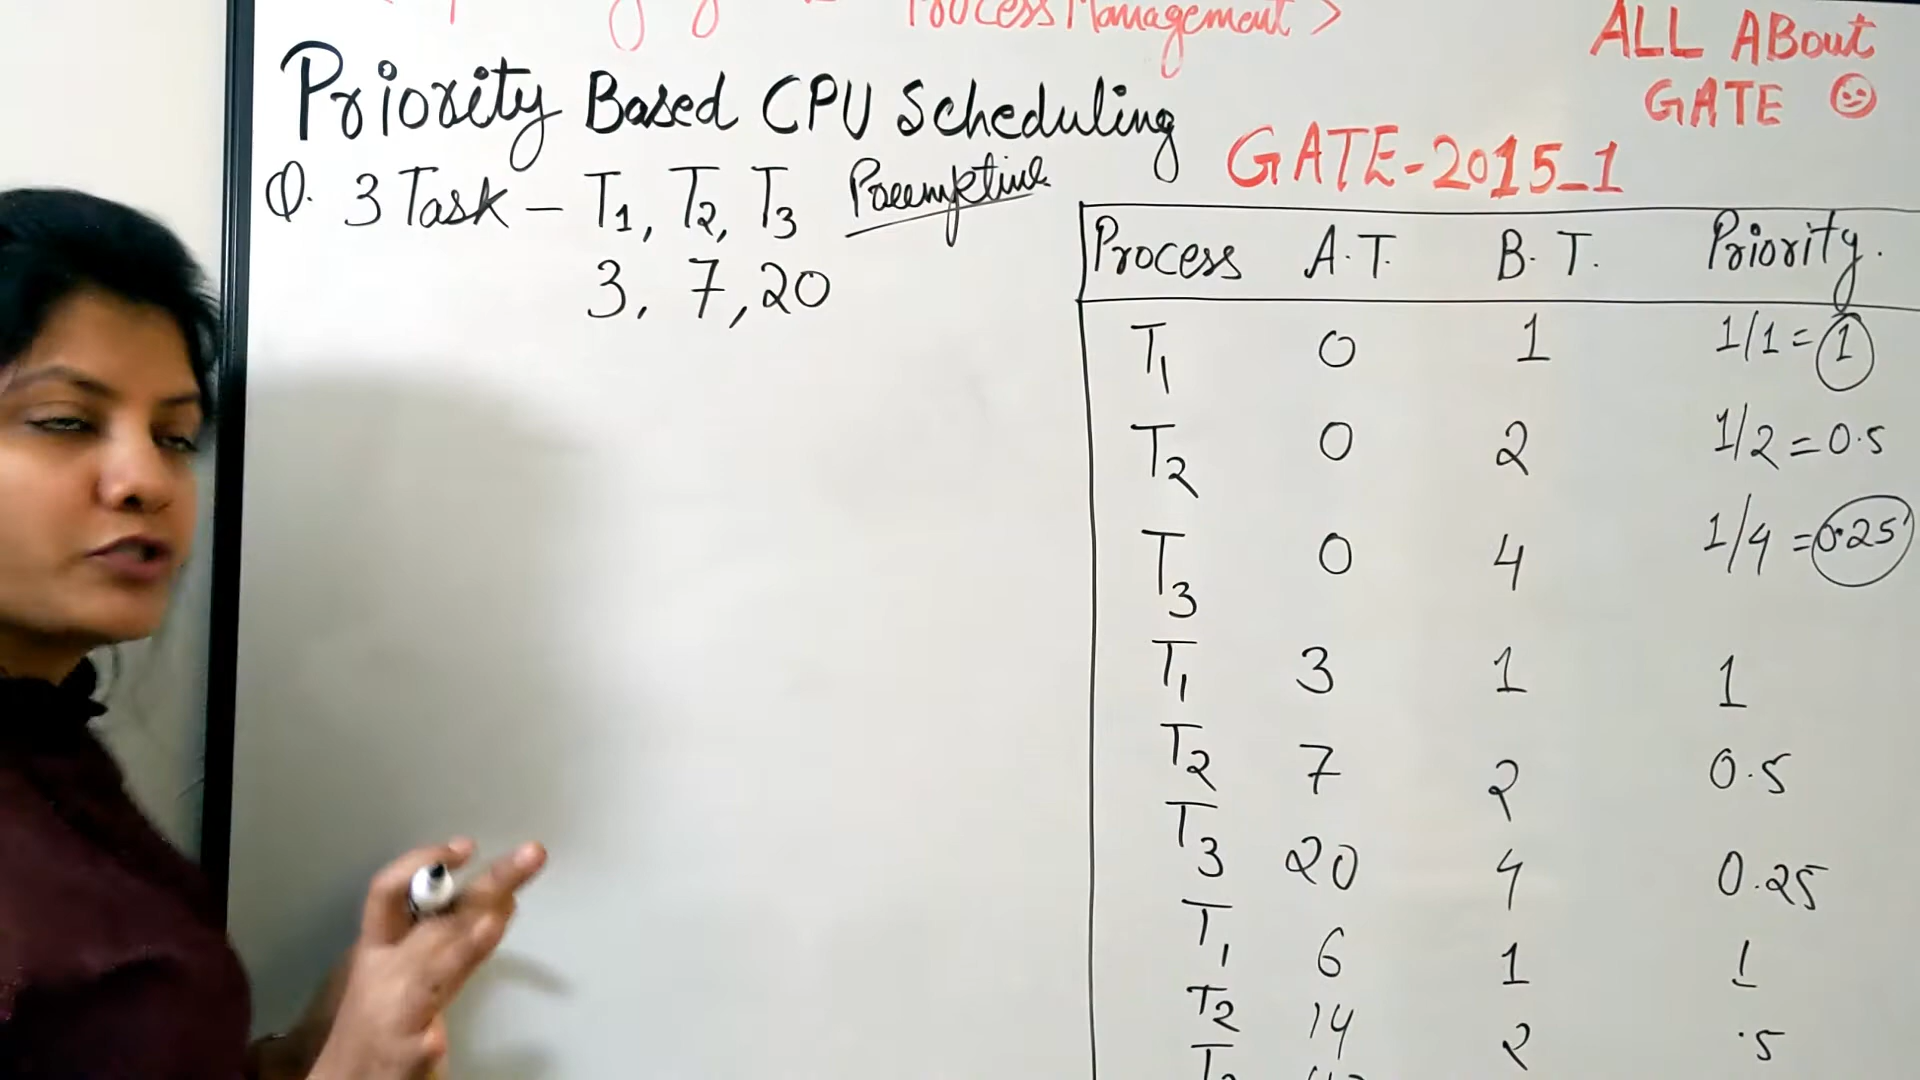 Process Management >
ALL ABout
GATE
Priority Based CPU Scheduling
GATE-2015_1
Q. 3 Task - T1, T2, T3 Preemptive
3, 7, 20
Process A.T. B.T. Priority.
T1 0 1 1/1 = 1
T2 0 2 1/2 = 0.5
T3 0 4 1/4 = 0.25
T1 3 1 1
T2 7 2 0.5
T3 20 4 0.25
T1 6 1 1
T2 14 2 .5